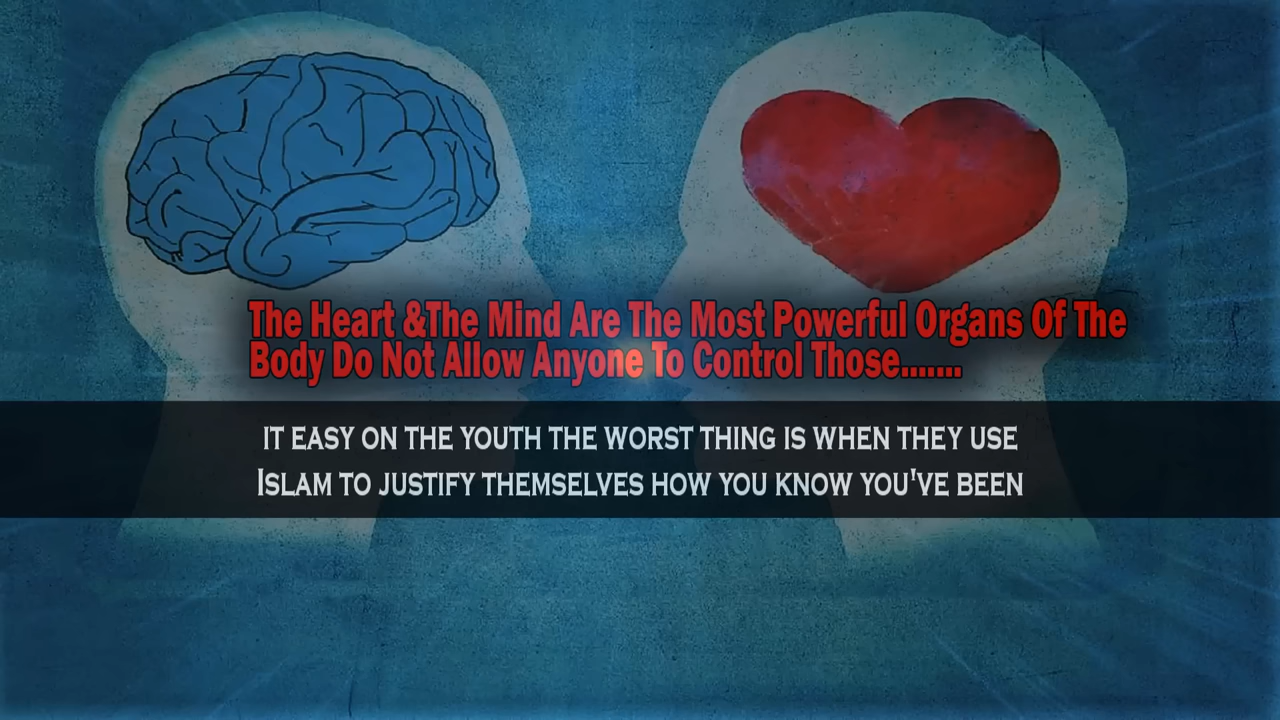 The Heart &The Mind Are The Most Powerful Organs Of The
Body Do Not Allow Anyone To Control Those.......
IT EASY ON THE YOUTH THE WORST THING IS WHEN THEY USE
ISLAM TO JUSTIFY THEMSELVES HOW YOU KNOW YOU'VE BEEN